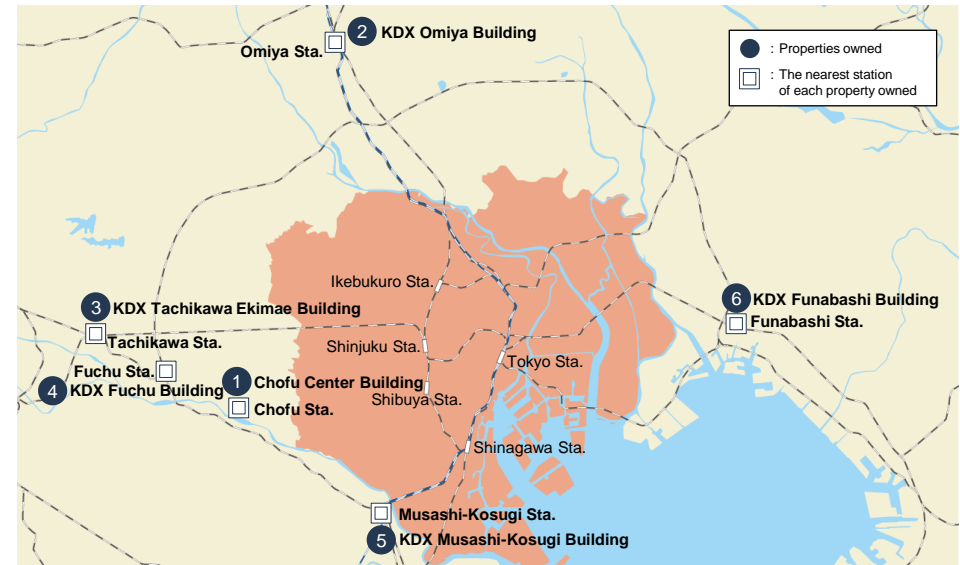 2 KDX Omiya Building
Omiya Sta.
: Properties owned
: The nearest station
of each property owned
Ikebukuro Sta.
3 KDX Tachikawa Ekimae Building
Tachikawa Sta.
6 KDX Funabashi Building
Funabashi Sta.
Shinjuku Sta.
Tokyo Sta.
Fuchu Sta.
4 KDX Fuchu Building
1 Chofu Center Building
Chofu Sta.
Shibuya Sta.
Shinagawa Sta.
Musashi-Kosugi Sta.
5 KDX Musashi-Kosugi Building